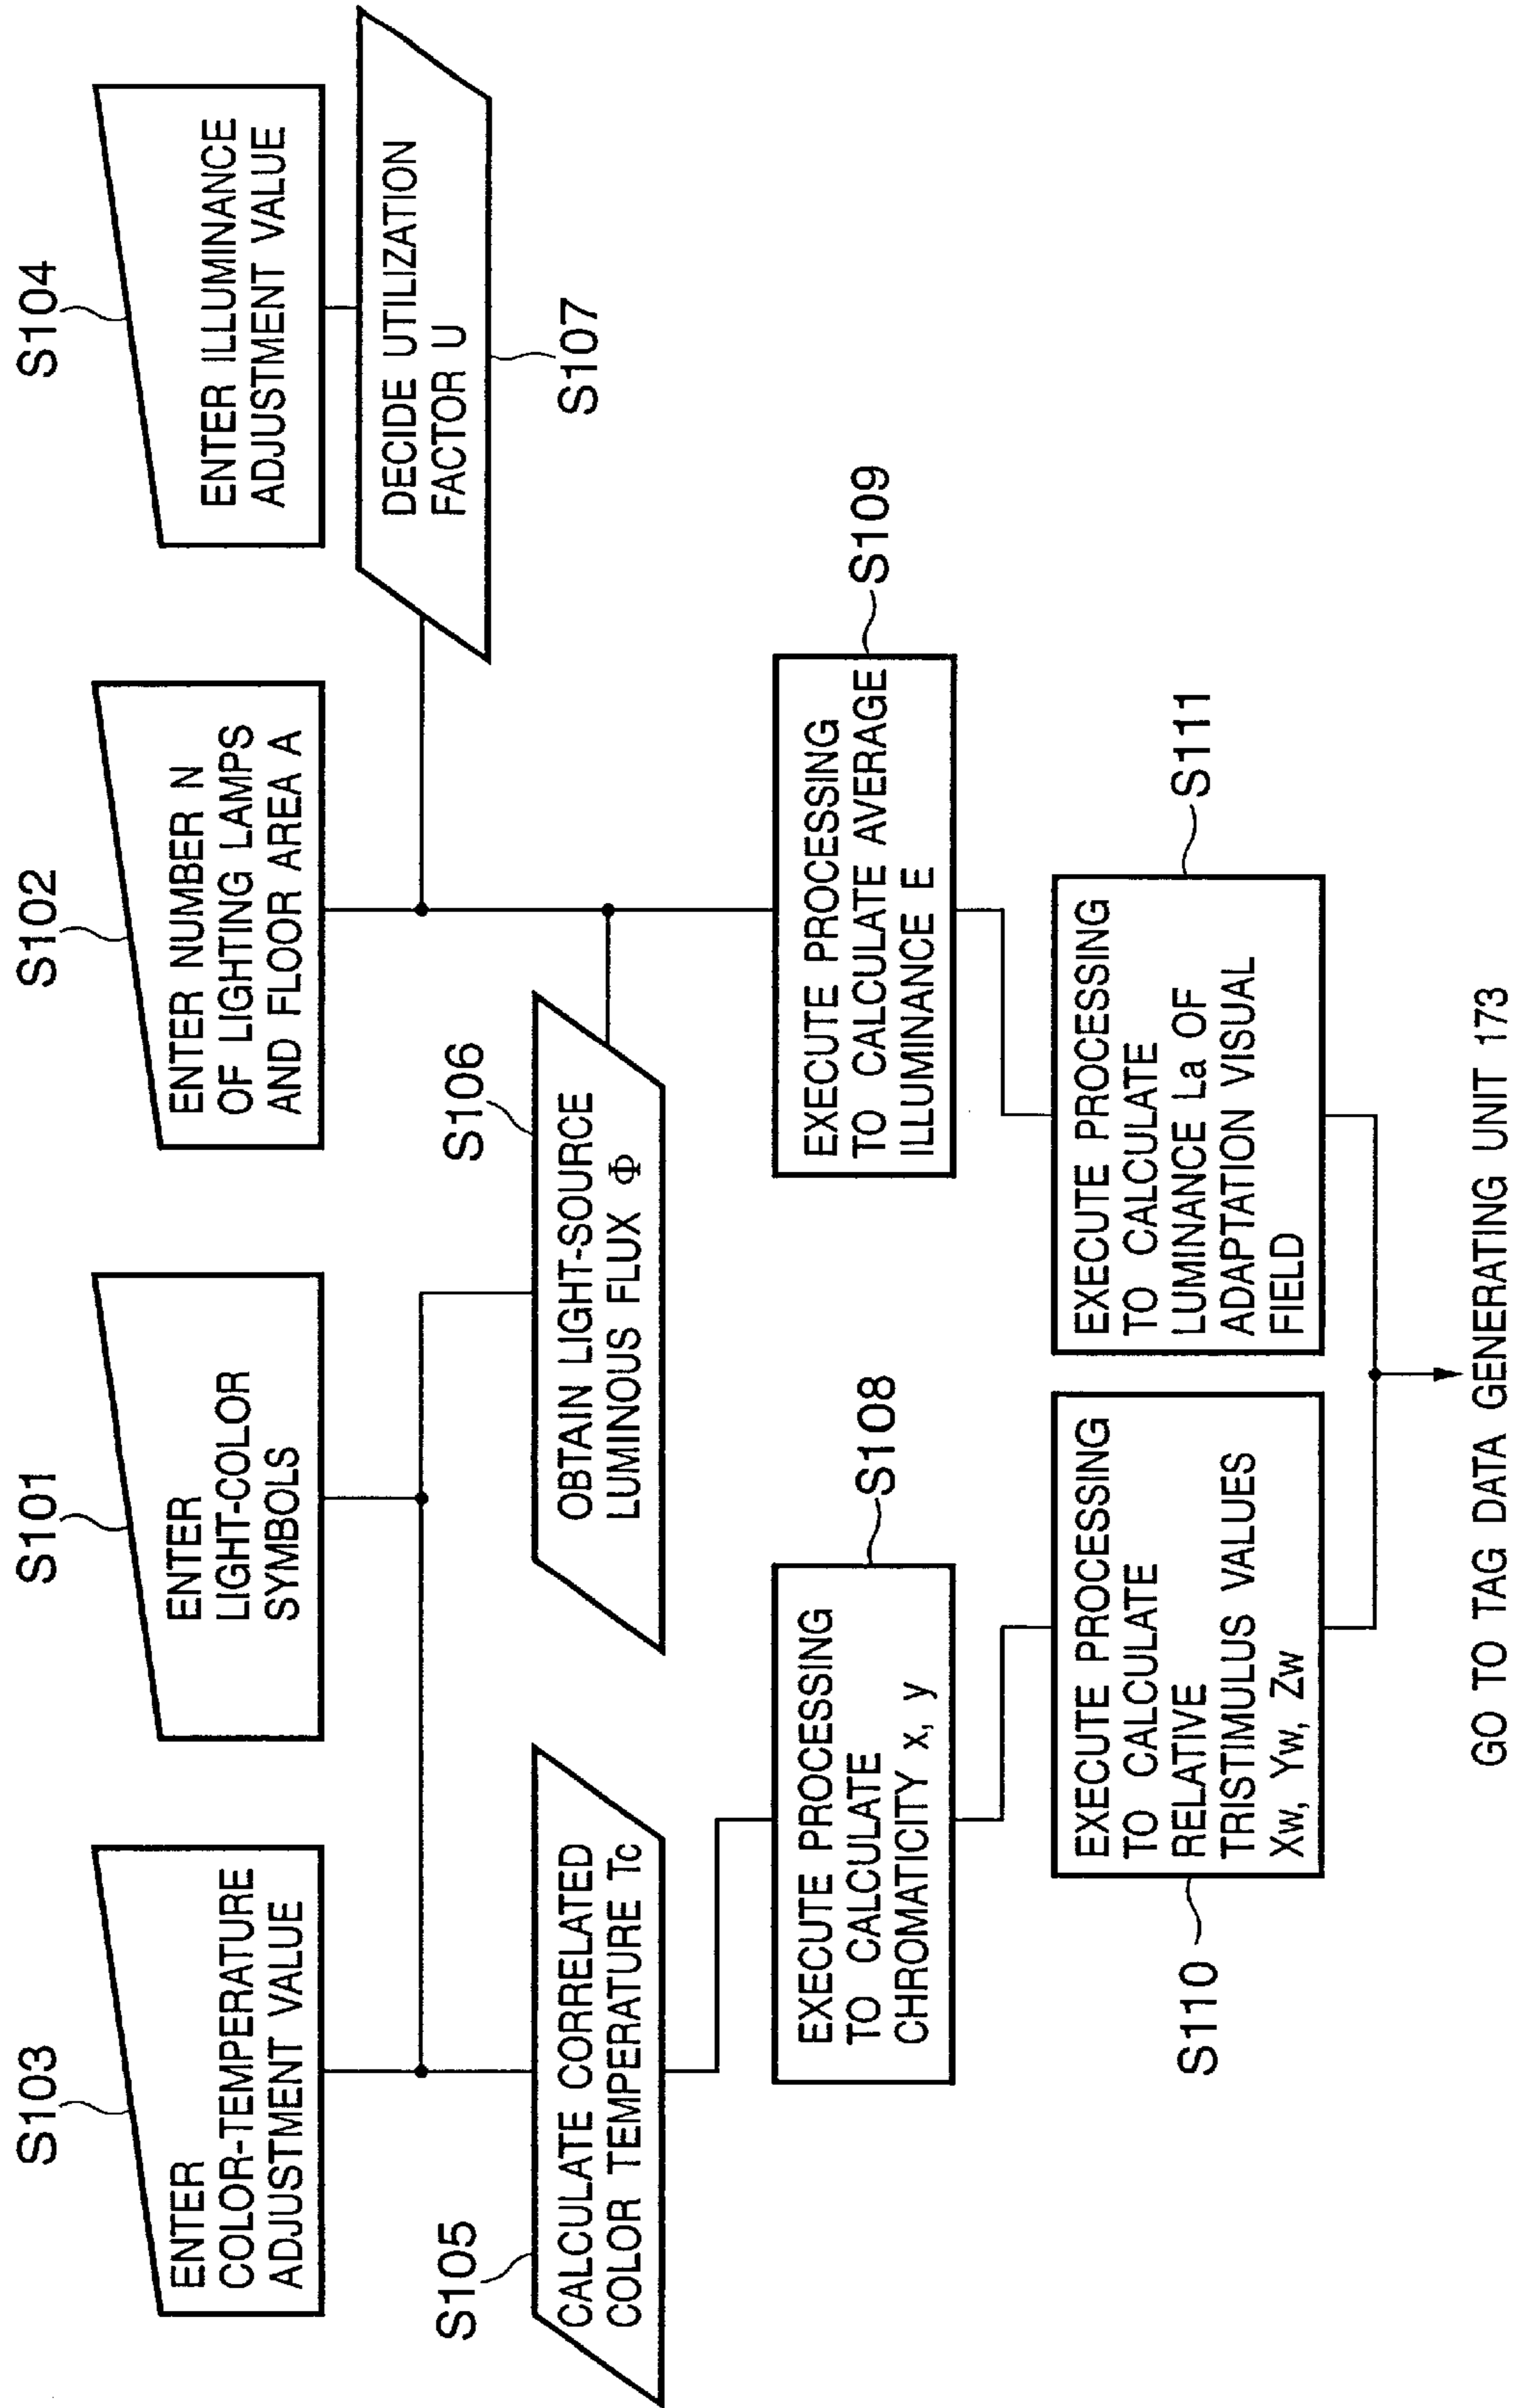 S103
ENTER
COLOR-TEMPERATURE
ADJUSTMENT VALUE
S101
ENTER
LIGHT-COLOR
SYMBOLS
S102
ENTER NUMBER N
OF LIGHTING LAMPS
AND FLOOR AREA A
S104
ENTER ILLUMINANCE
ADJUSTMENT VALUE
S105
CALCULATE CORRELATED
COLOR TEMPERATURE Tc
S106
OBTAIN LIGHT-SOURCE
LUMINOUS FLUX Φ
DECIDE UTILIZATION
FACTOR U
S107
EXECUTE PROCESSING
TO CALCULATE
CHROMATICITY x, y
S108
EXECUTE PROCESSING
TO CALCULATE AVERAGE
ILLUMINANCE E
S109
S110
EXECUTE PROCESSING
TO CALCULATE
RELATIVE
TRISTIMULUS VALUES
Xw, Yw, Zw
EXECUTE PROCESSING
TO CALCULATE
LUMINANCE La OF
ADAPTATION VISUAL
FIELD
S111
GO TO TAG DATA GENERATING UNIT 173